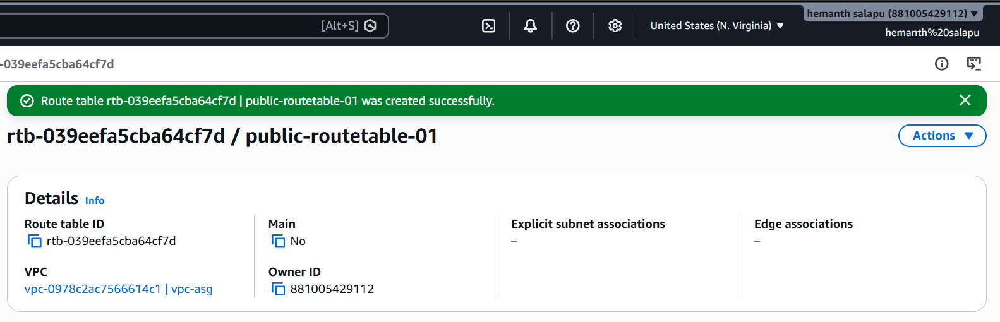 [Alt+S]
United States (N. Virginia) ▼
hemanth salapu (881005429112) ▼
hemanth%20salapu
-039eefa5cba64cf7d
Route table rtb-039eefa5cba64cf7d | public-routetable-01 was created successfully.
rtb-039eefa5cba64cf7d / public-routetable-01
Actions ▼
Details Info
Route table ID
rtb-039eefa5cba64cf7d
Main
No
Explicit subnet associations
–
Edge associations
–
VPC
vpc-0978c2ac7566614c1 | vpc-asg
Owner ID
881005429112